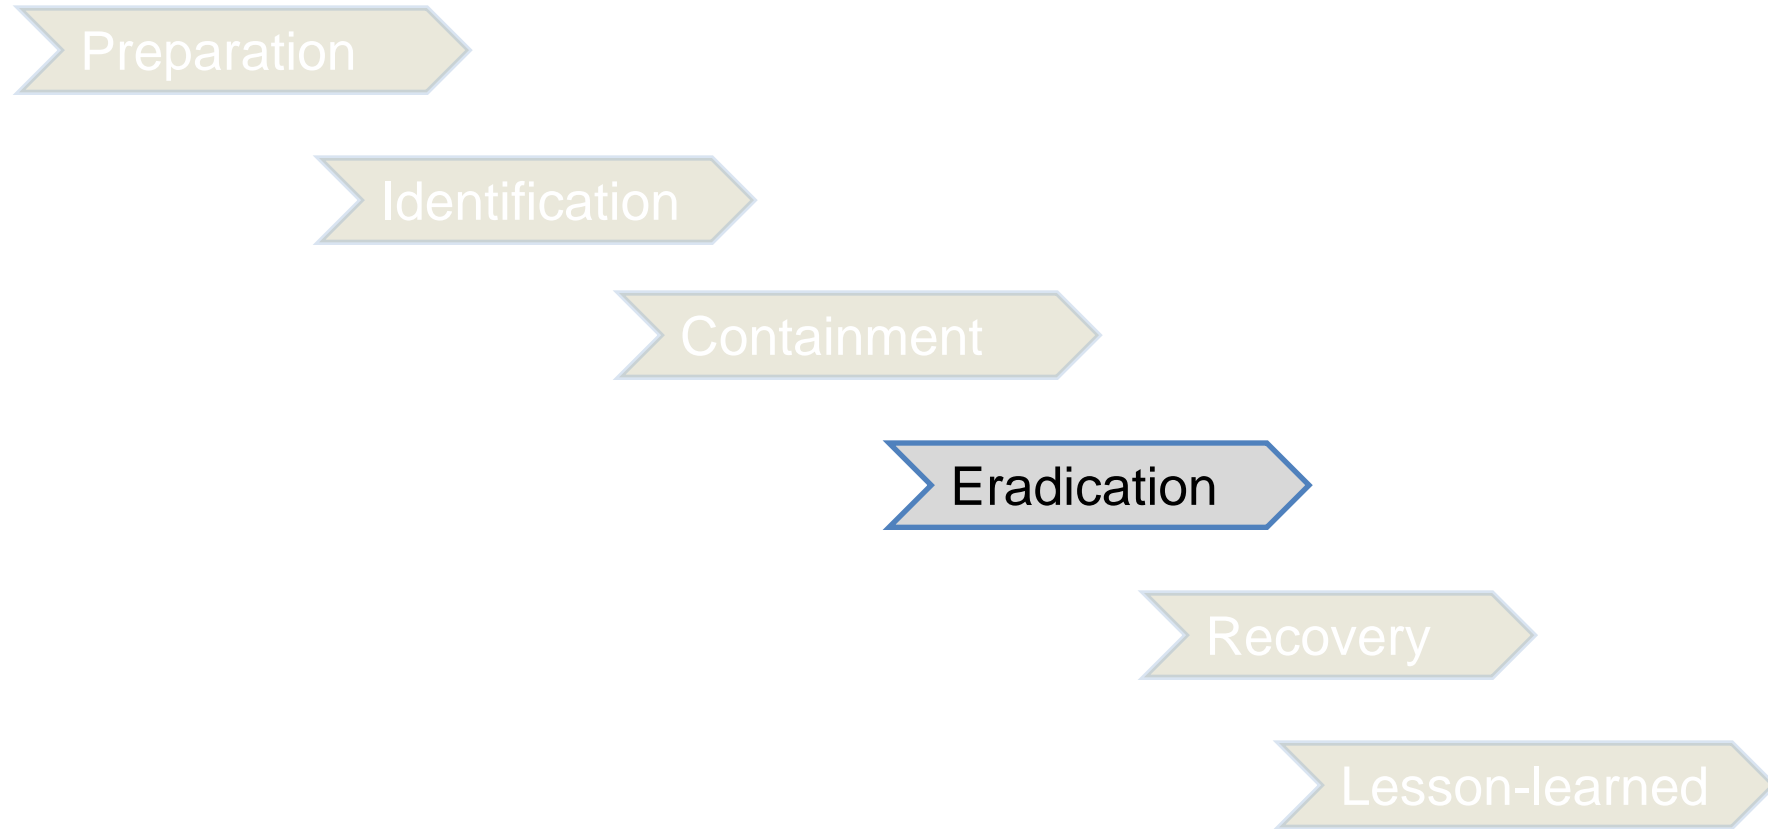 Preparation
Identification
Containment
Eradication
Recovery
Lesson-learned